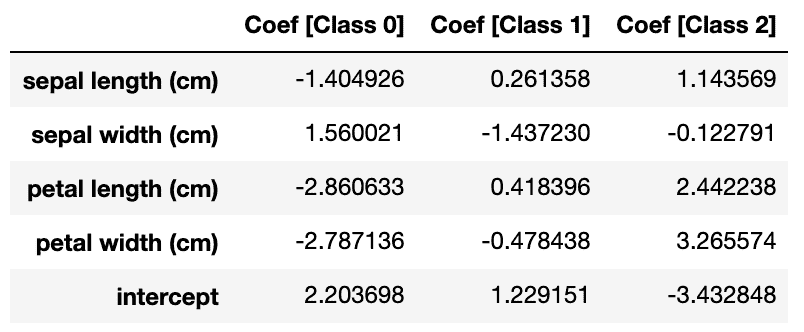 Coef [Class 0] Coef [Class 1] Coef [Class 2]
sepal length (cm) -1.404926 0.261358 1.143569
sepal width (cm) 1.560021 -1.437230 -0.122791
petal length (cm) -2.860633 0.418396 2.442238
petal width (cm) -2.787136 -0.478438 3.265574
intercept 2.203698 1.229151 -3.432848